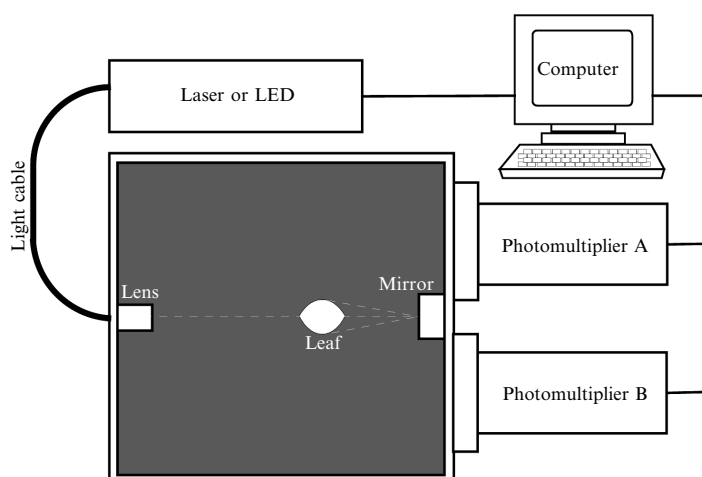 Laser or LED
Computer
Light cable
Photomultiplier A
Lens
Mirror
Leaf
Photomultiplier B